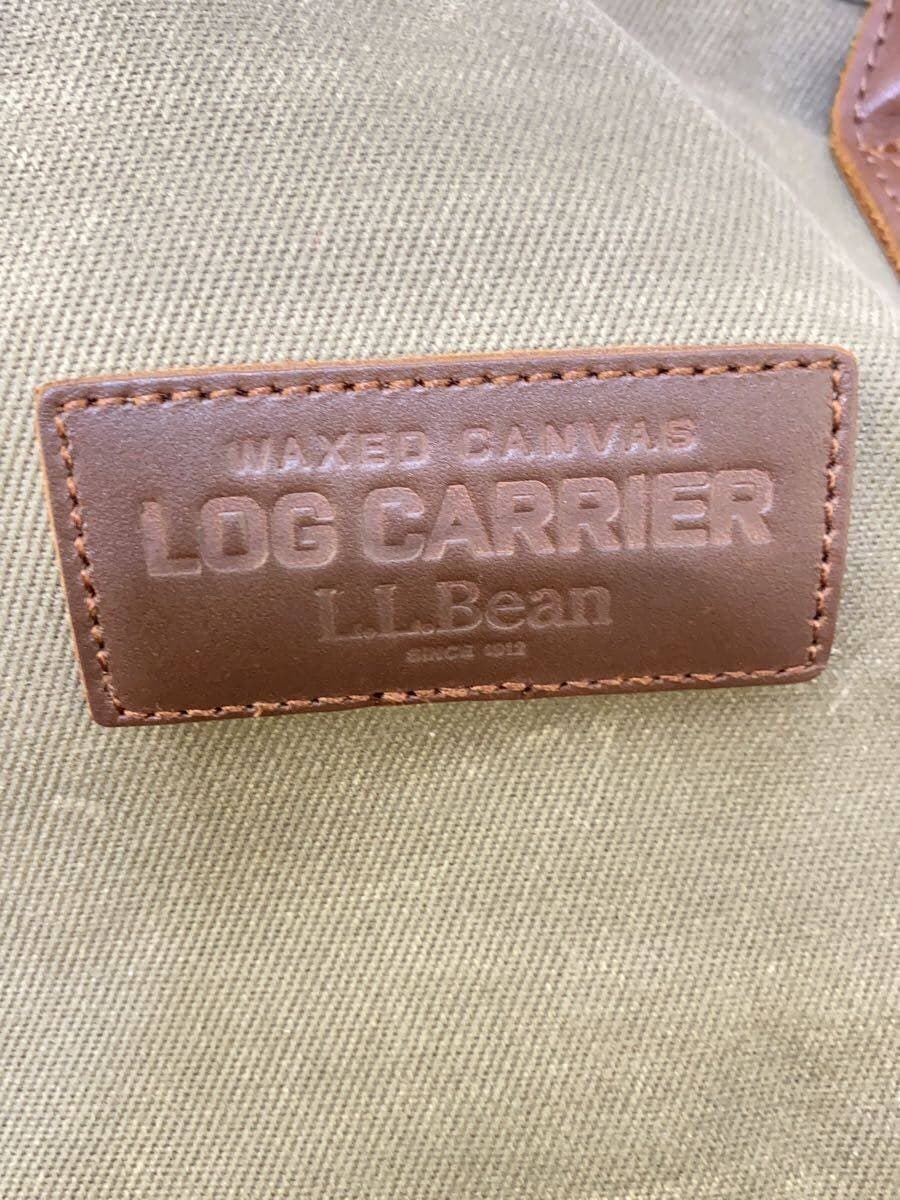 WAXED CANVAS
LOG CARRIER
L.L.Bean
SINCE 1912